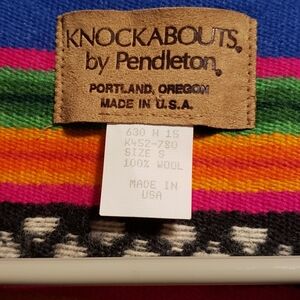 KNOCKABOUTS®
by Pendleton®
PORTLAND, OREGON
MADE IN U.S.A.
630 M 15
K452-780
SIZE S
100% WOOL
MADE IN
USA